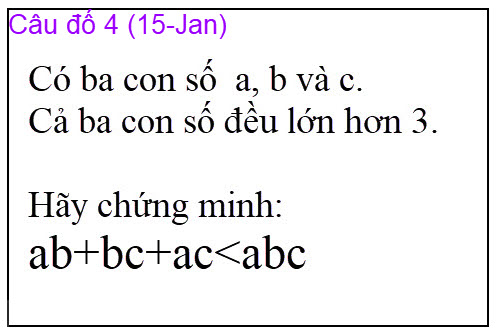 Câu đố 4 (15-Jan)
Có ba con số a, b và c.
Cả ba con số đều lớn hơn 3.
Hãy chứng minh:
ab+bc+ac<abc